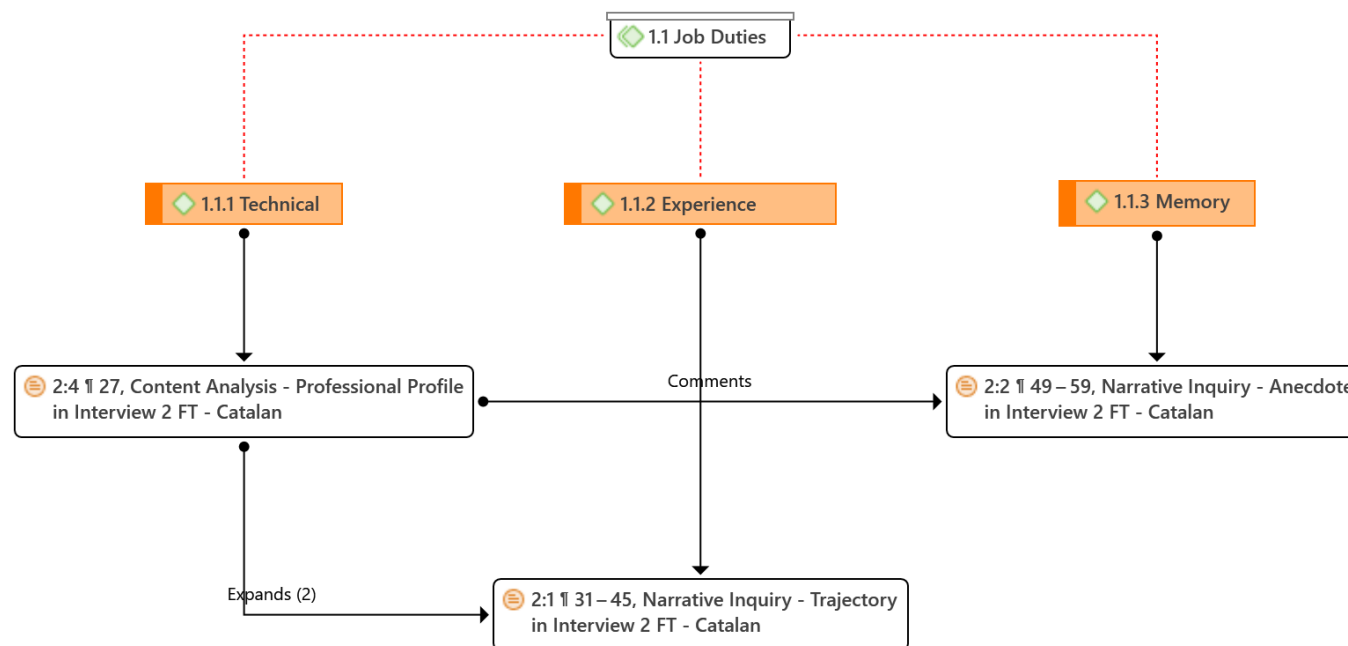 1.1 Job Duties
1.1.1 Technical
1.1.2 Experience
1.1.3 Memory
2:4 ¶ 27, Content Analysis - Professional Profile
in Interview 2 FT - Catalan
Comments
2:2 ¶ 49 – 59, Narrative Inquiry - Anecdote
in Interview 2 FT - Catalan
Expands (2)
2:1 ¶ 31 – 45, Narrative Inquiry - Trajectory
in Interview 2 FT - Catalan